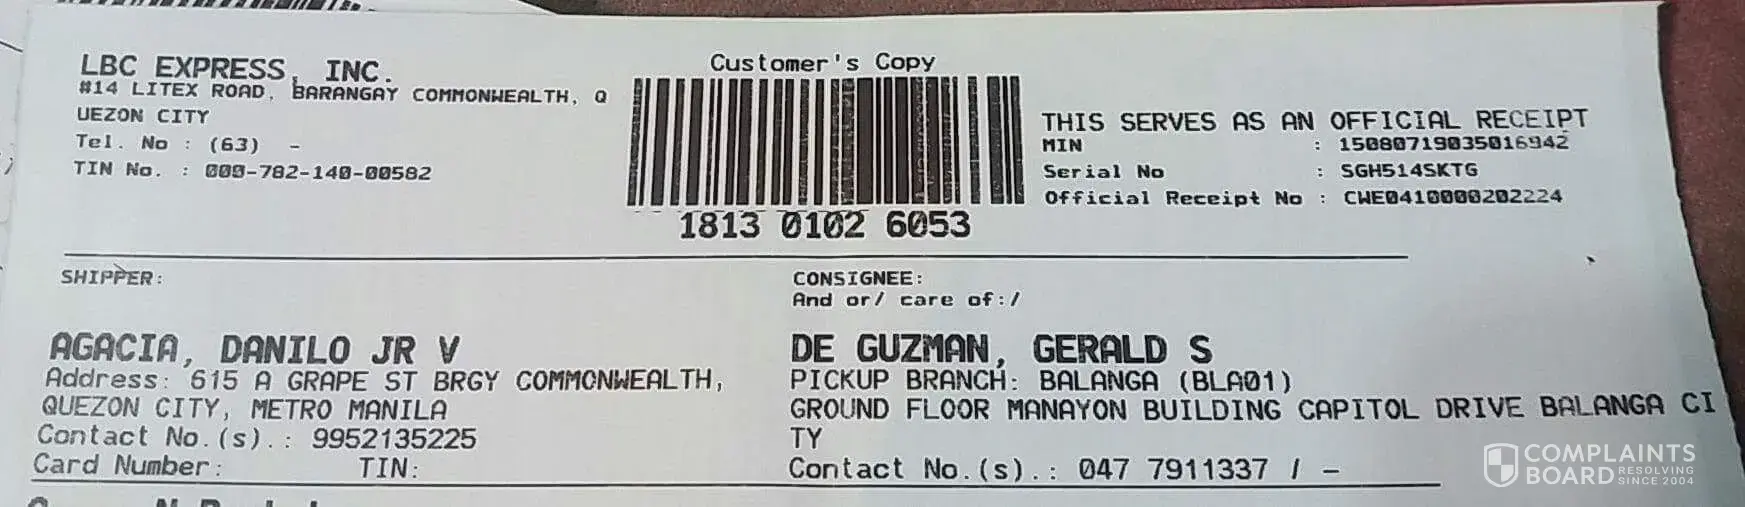 Customer's Copy
LBC EXPRESS, INC.
#14 LITEX ROAD, BARANGAY COMMONWEALTH, Q
UEZON CITY
Tel. No : (63) -
TIN No. : 009-782-140-00582
1813 0102 6053
THIS SERVES AS AN OFFICIAL RECEIPT
MIN : 15080719035016942
Serial No : SGH514SKTG
Official Receipt No : CWE0410000202224
SHIPPER:
AGACIA, DANILO JR V
Address: 615 A GRAPE ST BRGY COMMONWEALTH,
QUEZON CITY, METRO MANILA
Contact No.(s).: 9952135225
Card Number: TIN:
CONSIGNEE:
And or/ care of:/
DE GUZMAN, GERALD S
PICKUP BRANCH: BALANGA (BLA01)
GROUND FLOOR MANAYON BUILDING CAPITOL DRIVE BALANGA CI
TY
Contact No.(s).: 047 7911337 / -
COMPLAINTS
BOARD RESOLVING
SINCE 2004